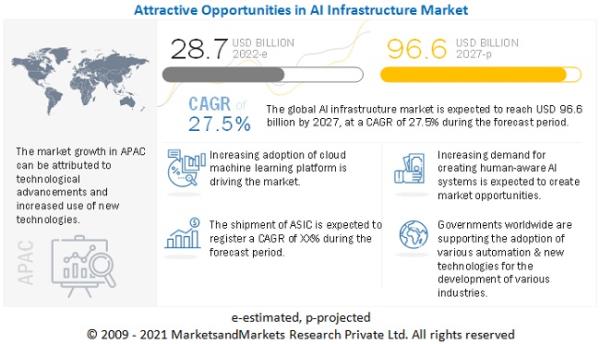 Attractive Opportunities in AI Infrastructure Market
28.7 USD BILLION
2022-e
96.6 USD BILLION
2027-p
CAGR of
27.5%
The global AI infrastructure market is expected to reach USD 96.6
billion by 2027, at a CAGR of 27.5% during the forecast period.
The market growth in APAC
can be attributed to
technological
advancements and
increased use of new
technologies.
APAC
Increasing adoption of cloud
machine learning platform is
driving the market.
Increasing demand for
creating human-aware AI
systems is expected to create
market opportunities.
The shipment of ASIC is expected to
register a CAGR of XX% during the
forecast period.
Governments worldwide are
supporting the adoption of
various automation & new
technologies for the
development of various
industries.
e-estimated, p-projected
© 2009 - 2021 MarketsandMarkets Research Private Ltd. All rights reserved